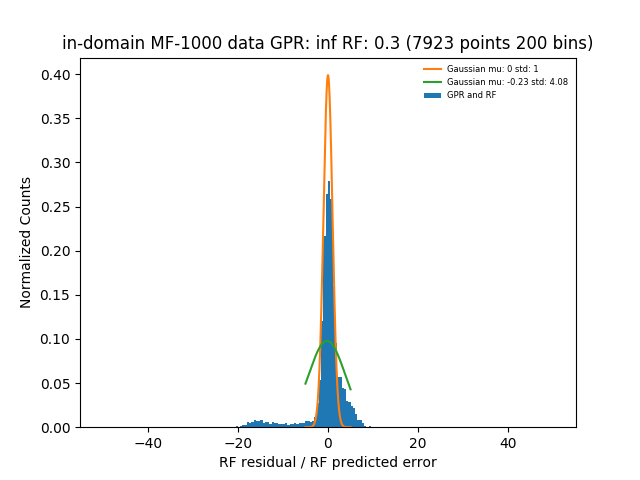 in-domain MF-1000 data GPR: inf RF: 0.3 (7923 points 200 bins)
Gaussian mu: 0 std: 1
Gaussian mu: -0.23 std: 4.08
GPR and RF
Normalized Counts
0.40
0.35
0.30
0.25
0.20
0.15
0.10
0.05
0.00
−40
−20
0
20
40
RF residual / RF predicted error